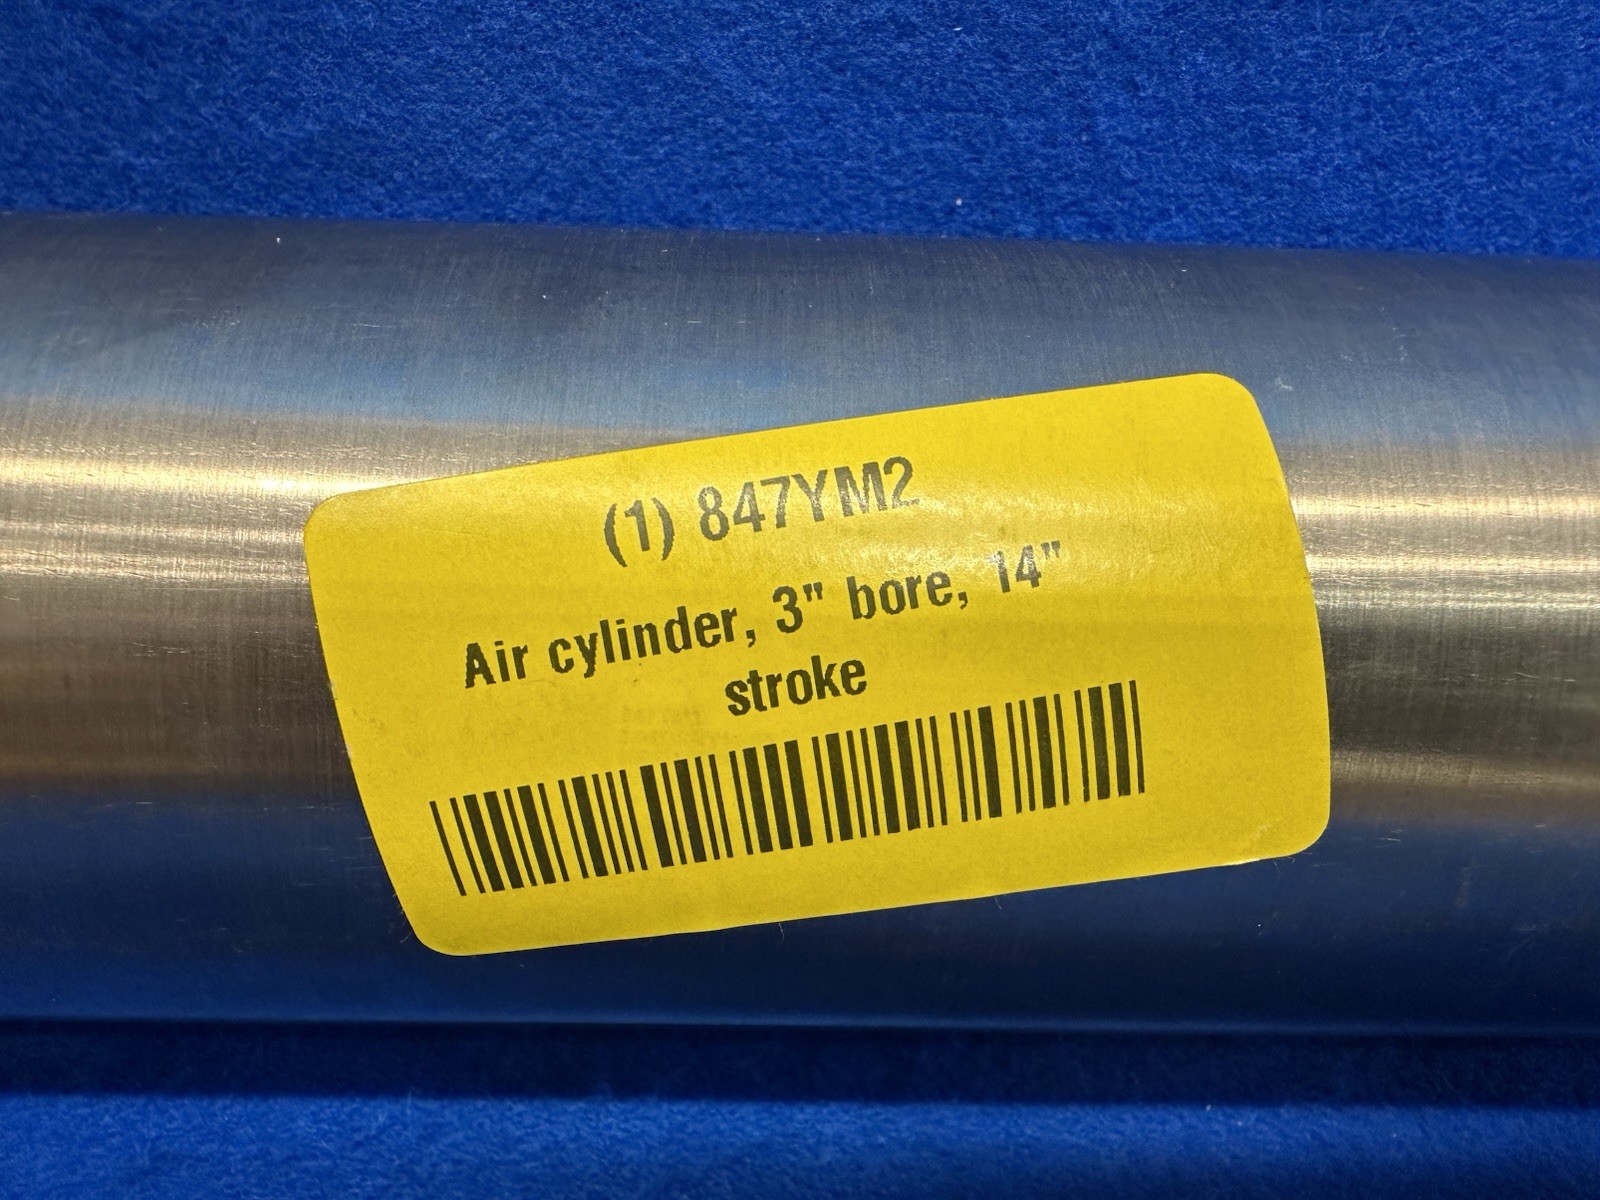 (1) 847YM2
Air cylinder, 3" bore, 14"
stroke